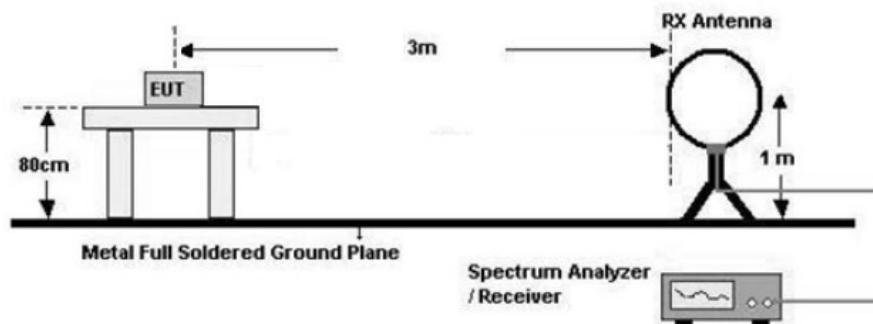 RX Antenna
3m
EUT
80cm
1 m
Metal Full Soldered Ground Plane
Spectrum Analyzer
/ Receiver